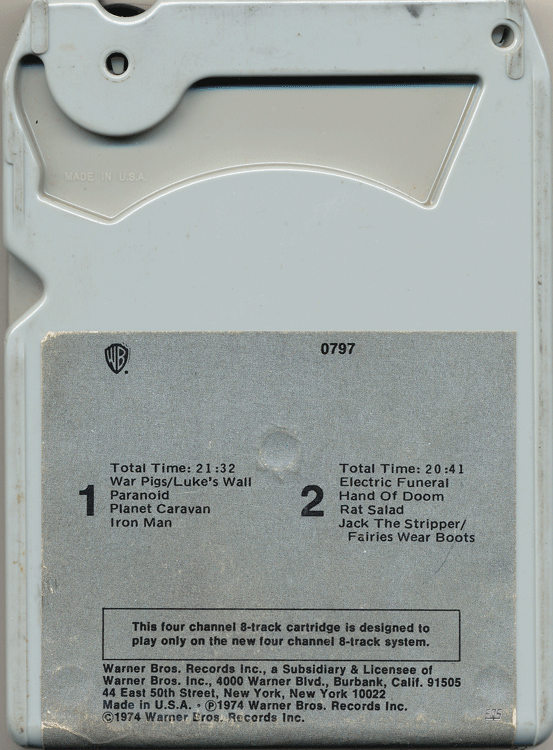 MADE IN U.S.A.
WB
0797
1
Total Time: 21:32
War Pigs/Luke's Wall
Paranoid
Planet Caravan
Iron Man
2
Total Time: 20:41
Electric Funeral
Hand Of Doom
Rat Salad
Jack The Stripper/
Fairies Wear Boots
This four channel 8-track cartridge is designed to
play only on the new four channel 8-track system.
Warner Bros. Records Inc., a Subsidiary & Licensee of
Warner Bros. Inc., 4000 Warner Blvd., Burbank, Calif. 91505
44 East 50th Street, New York, New York 10022
Made in U.S.A. • ℗1974 Warner Bros. Records Inc.
©1974 Warner Bros. Records Inc.